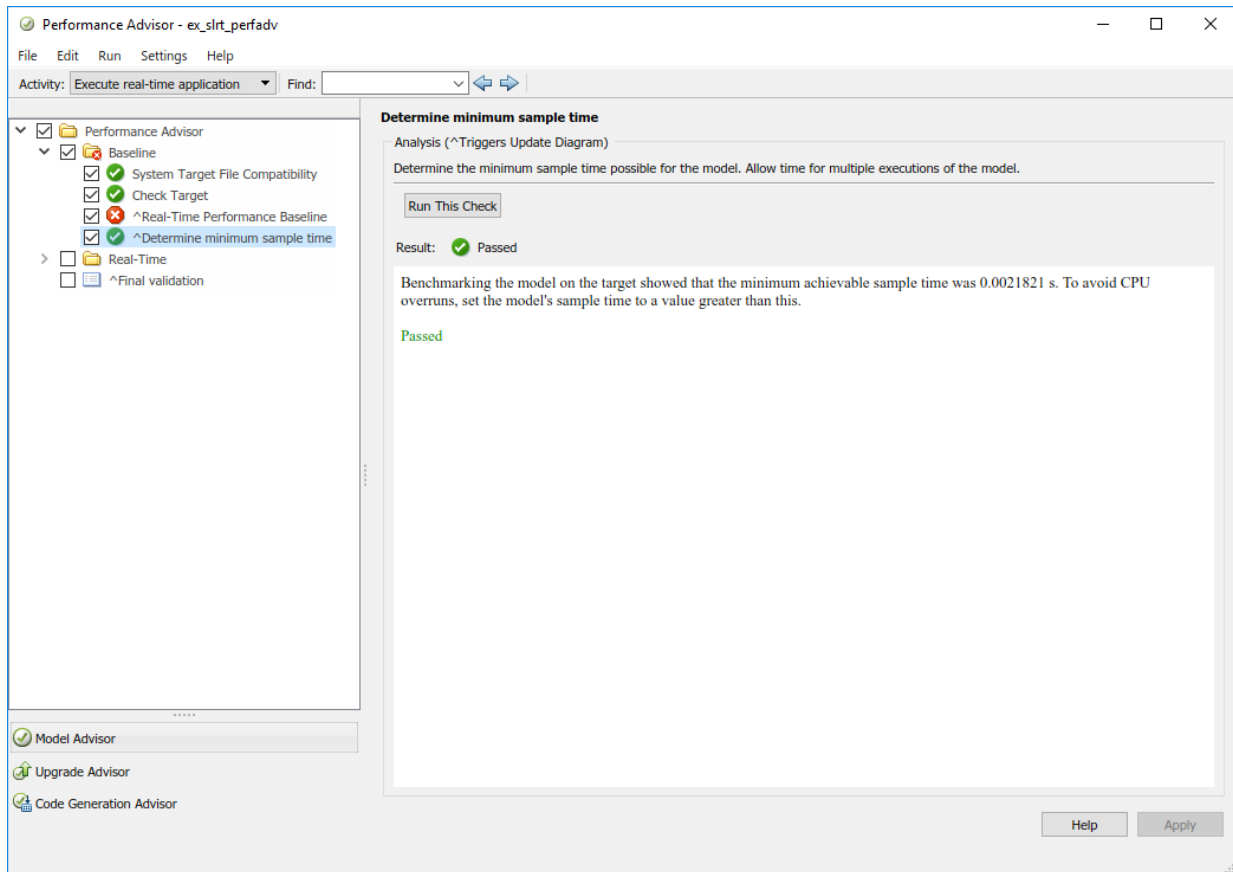 Performance Advisor - ex_slrt_perfadv
File Edit Run Settings Help
Activity: Execute real-time application Find:
Performance Advisor
Baseline
System Target File Compatibility
Check Target
^Real-Time Performance Baseline
^Determine minimum sample time
Real-Time
^Final validation
Model Advisor
Upgrade Advisor
Code Generation Advisor
Determine minimum sample time
Analysis (^Triggers Update Diagram)
Determine the minimum sample time possible for the model. Allow time for multiple executions of the model.
Run This Check
Result: Passed
Benchmarking the model on the target showed that the minimum achievable sample time was 0.0021821 s. To avoid CPU
overruns, set the model's sample time to a value greater than this.
Passed
Help Apply